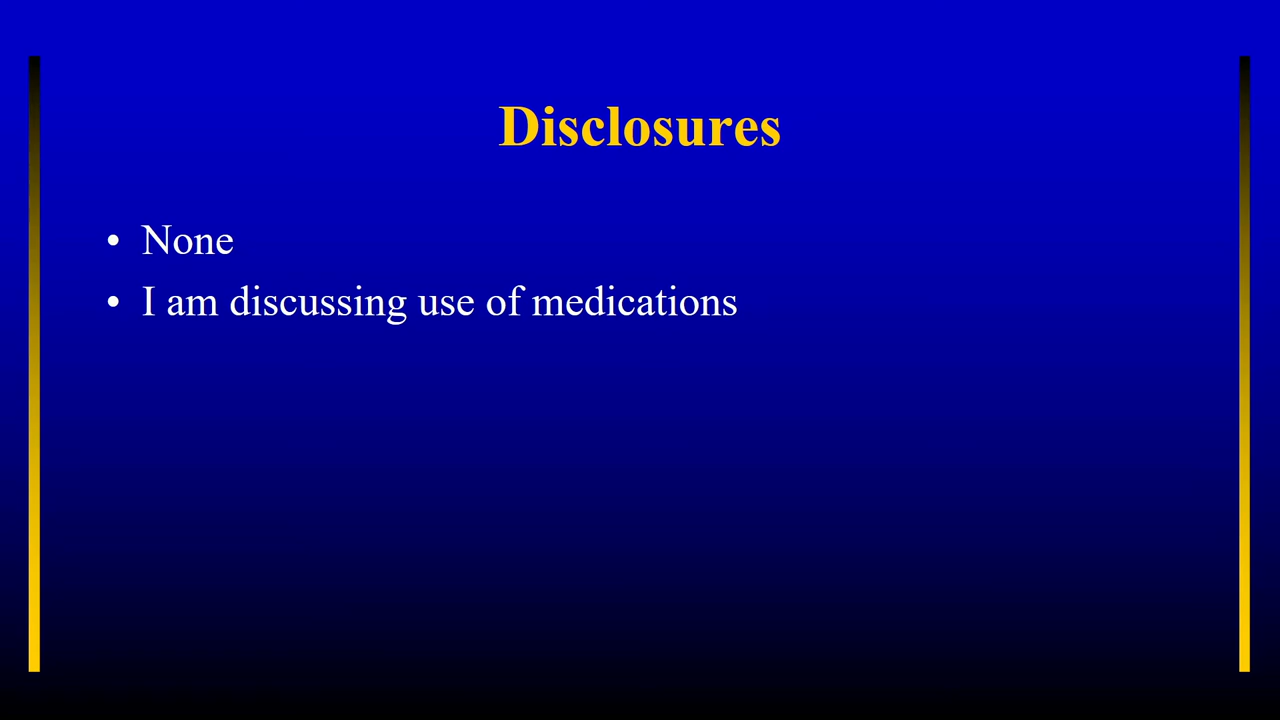 Disclosures
• None
• I am discussing use of medications